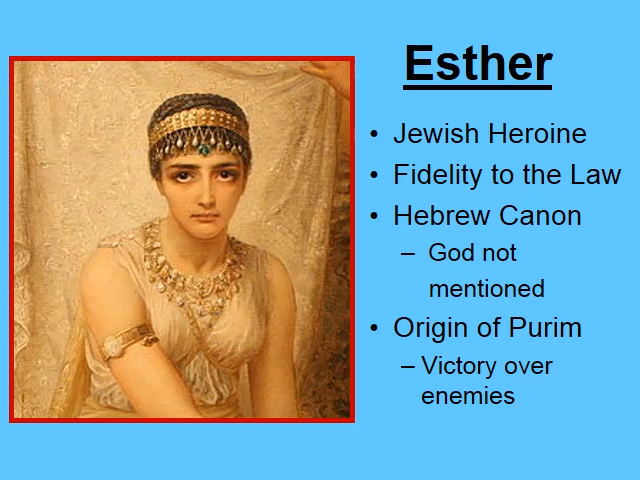 Esther
• Jewish Heroine
• Fidelity to the Law
• Hebrew Canon
– God not
mentioned
• Origin of Purim
– Victory over
enemies